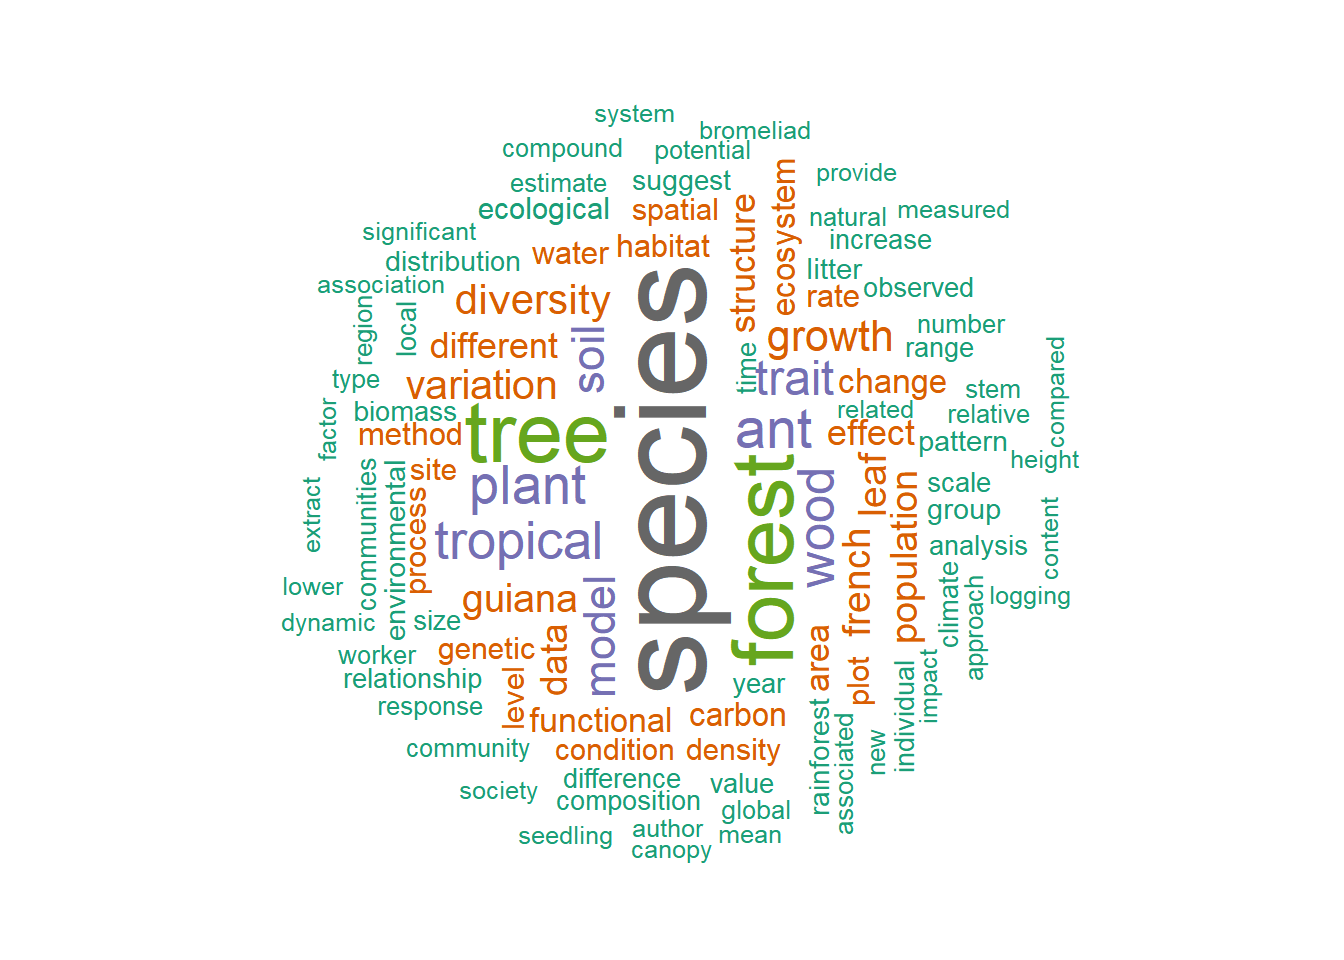 system
bromeliad
compound
potential
estimate
suggest
provide
ecological
spatial
structure
ecosystem
natural
measured
significant
water
habitat
increase
distribution
litter
association
diversity
species
rate
observed
region
local
different
soil
growth
number
range
type
variation
time
trait
change
stem
compared
factor
biomass
tree
related
relative
method
ant
effect
pattern
height
site
plant
forest
wood
leaf
scale
extract
communities
environmental
process
population
group
content
tropical
french
analysis
lower
guiana
model
climate
approach
logging
dynamic
size
worker
genetic
data
area
plot
relationship
level
year
individual
impact
response
functional
carbon
rainforest
associated
new
community
condition
density
society
difference
value
composition
global
seedling
author
mean
canopy